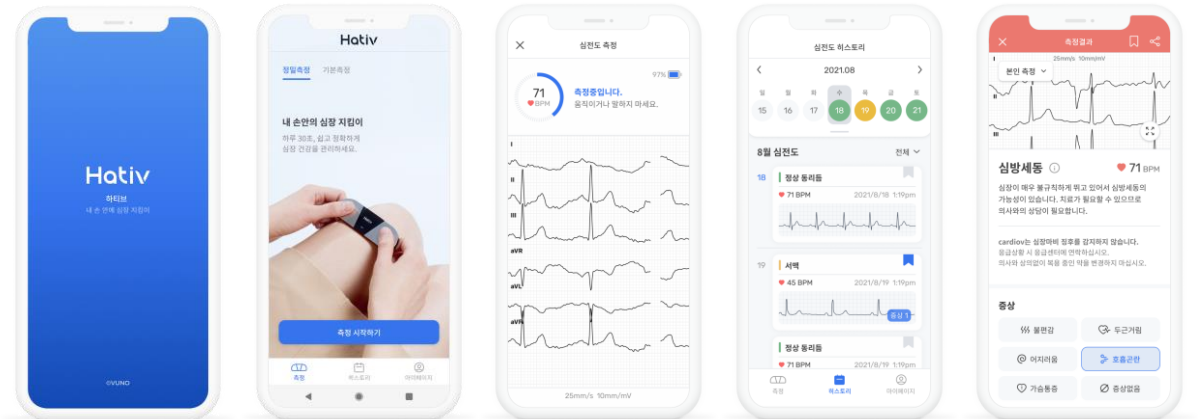 Hativ
하티브
내 손 안에 심장 지킴이
©VUNO
Hativ
정밀측정 기본측정
내 손안의 심장 지킴이
하루 30초, 쉽고 정확하게
심장 건강을 관리하세요.
Hativ
측정 시작하기
측정 히스토리 마이페이지
심전도 측정
97%
71
BPM
측정중입니다.
움직이거나 말하지 마세요.
I
II
III
aVR
aVL
aVF
25mm/s 10mm/mV
심전도 히스토리
2021.08
일 월 화 수 목 금 토
15 16 17 18 19 20 21
8월 심전도 전체
18 정상 동리듬
71 BPM 2021/8/18 1:19pm
19 서맥
45 BPM 2021/8/19 1:19pm
증상 1
정상 동리듬
71 BPM 2021/8/19 1:19pm
측정 히스토리 마이페이지
측정결과
I 25mm/s 10mm/mV
본인 측정
II
III
심방세동 71 BPM
심장이 매우 불규칙하게 뛰고 있어서 심방세동의
가능성이 있습니다. 치료가 필요할 수 있으므로
의사와의 상담이 필요합니다.
cardiov는 심장마비 징후를 감지하지 않습니다.
응급상황 시 응급센터에 연락하십시오.
의사와 상의없이 복용 중인 약을 변경하지 마십시오.
증상
불편감 두근거림
어지러움 호흡곤란
가슴통증 증상없음